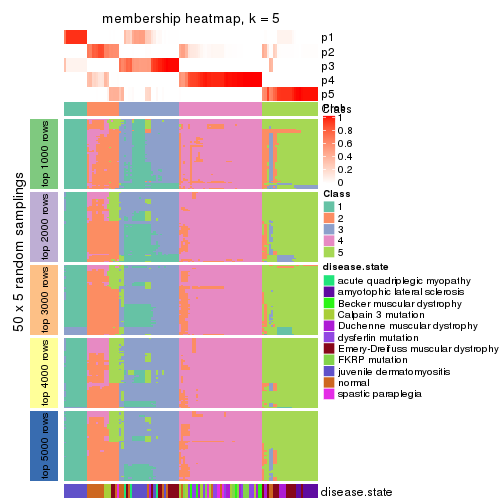 membership heatmap, k = 5
p1
p2
p3
p4
p5
Class
Prob
Class
1
0.8
0.6
0.4
0.2
0
Class
1
2
3
4
5
disease.state
acute quadriplegic myopathy
amyotophic lateral sclerosis
Becker muscular dystrophy
Calpain 3 mutation
Duchenne muscular dystrophy
dysferlin mutation
Emery-Dreifuss muscular dystrophy
FKRP mutation
juvenile dermatomyositis
normal
spastic paraplegia
50 x 5 random samplings
top 1000 rows
top 2000 rows
top 3000 rows
top 4000 rows
top 5000 rows
disease.state